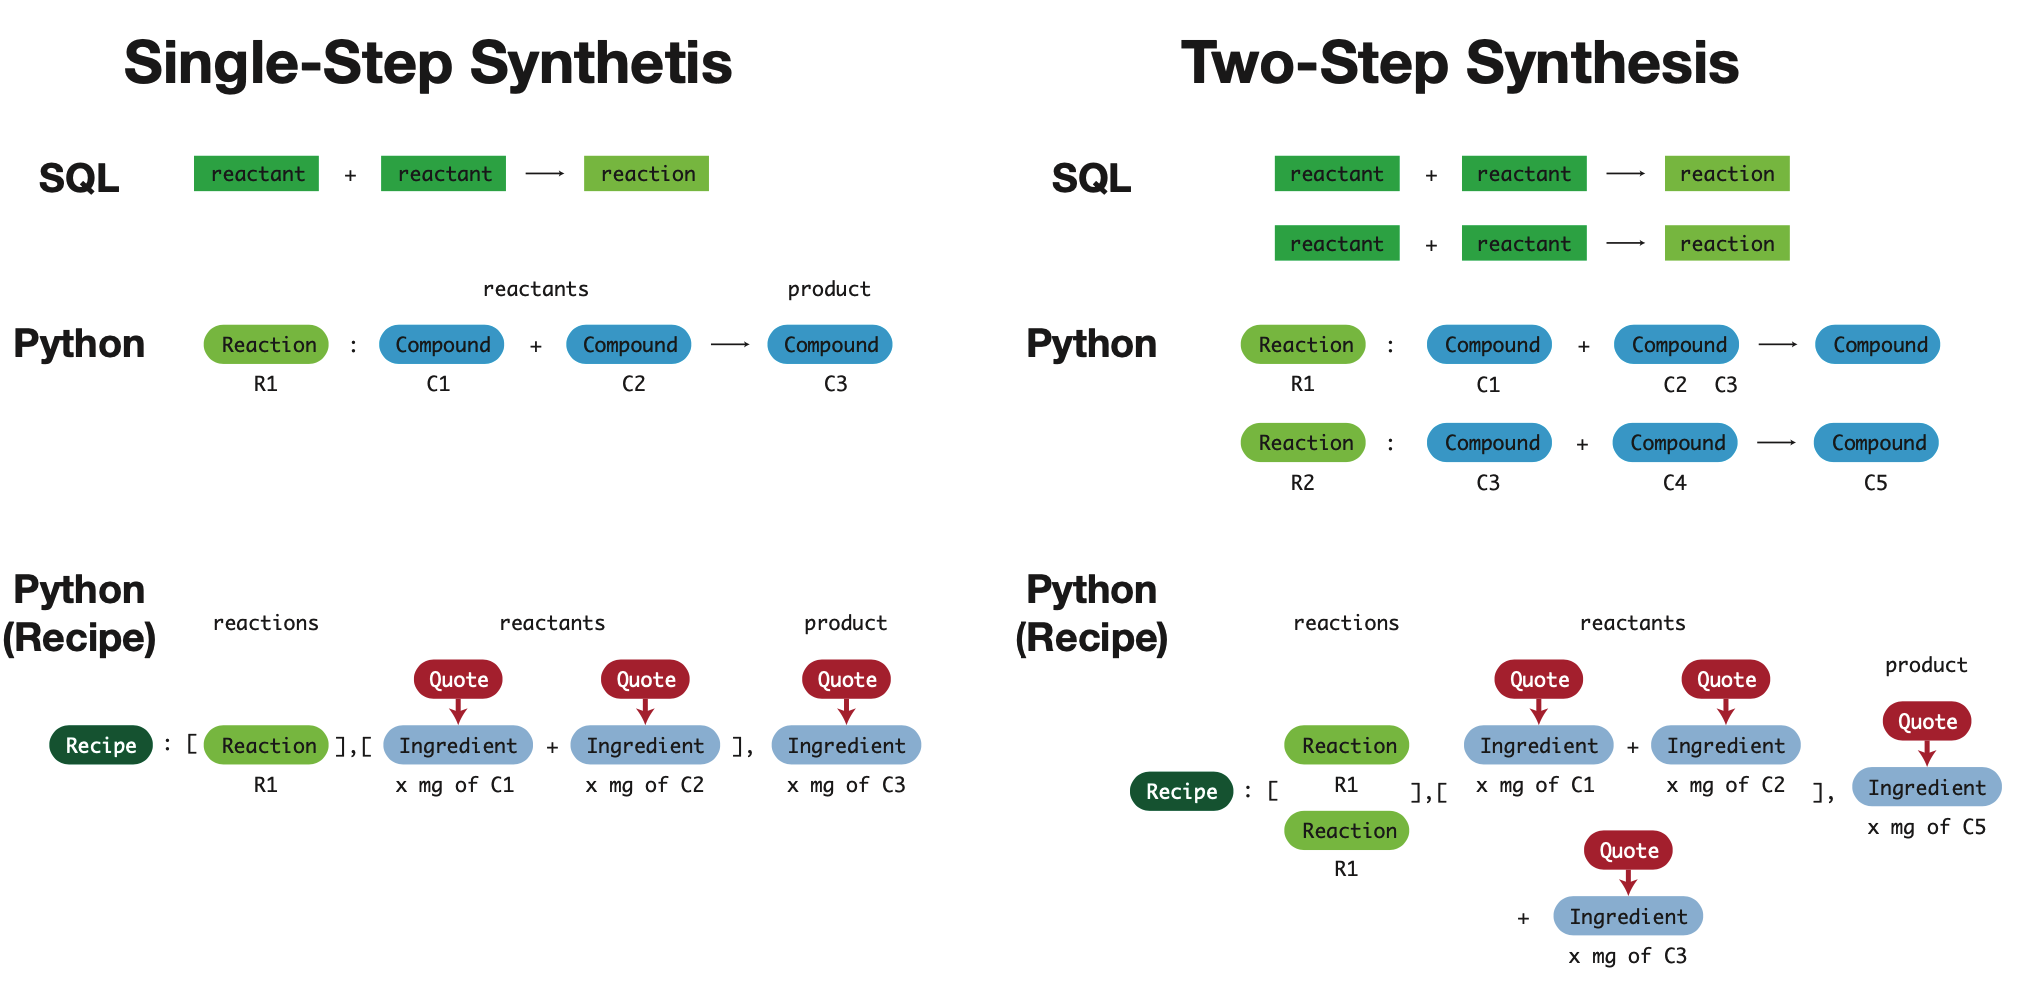 Single-Step Synthetis
SQL
reactant + reactant → reaction
reactants product
Python
Reaction : Compound + Compound → Compound
R1 C1 C2 C3
Python
(Recipe)
reactions reactants product
Quote Quote Quote
Recipe : [ Reaction ],[ Ingredient + Ingredient ], Ingredient
R1 x mg of C1 x mg of C2 x mg of C3
Two-Step Synthesis
SQL
reactant + reactant → reaction
reactant + reactant → reaction
Python
Reaction : Compound + Compound → Compound
R1 C1 C2 C3
Reaction : Compound + Compound → Compound
R2 C3 C4 C5
Python
(Recipe)
reactions reactants
product
Quote Quote
Quote
Reaction Ingredient + Ingredient
R1 x mg of C1 x mg of C2
Recipe : [ ],[ ], Ingredient
x mg of C5
Reaction
R1
Quote
+ Ingredient
x mg of C3